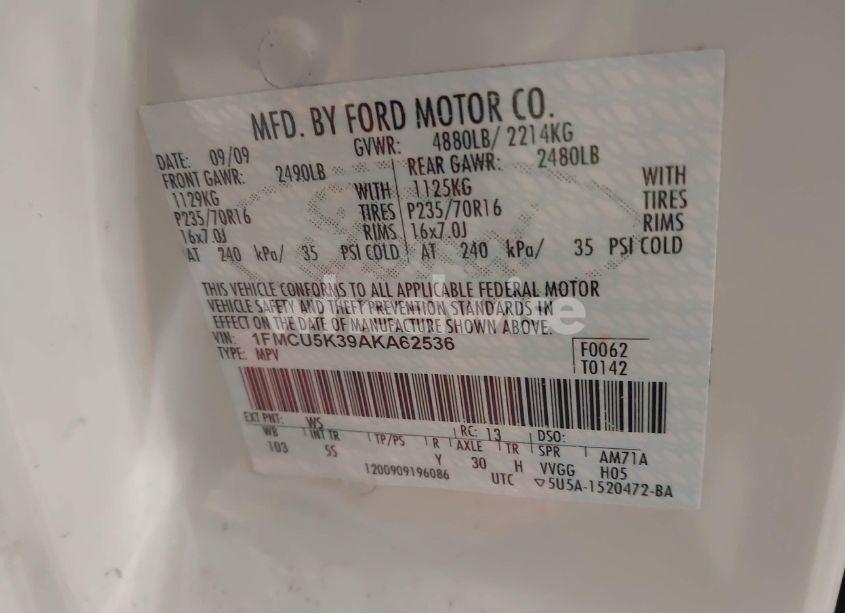 MFD. BY FORD MOTOR CO.
DATE: 09/09 GVWR: 4880LB/ 2214KG
FRONT GAWR: 2490LB REAR GAWR: 2480LB
1129KG WITH 1125KG WITH
P235/70R16 TIRES P235/70R16 TIRES
16x7.0J RIMS 16x7.0J RIMS
AT 240 kPa/ 35 PSI COLD AT 240 kPa/ 35 PSI COLD
THIS VEHICLE CONFORMS TO ALL APPLICABLE FEDERAL MOTOR
VEHICLE SAFETY AND THEFT PREVENTION STANDARDS IN
EFFECT ON THE DATE OF MANUFACTURE SHOWN ABOVE.
VIN: 1FMCU5K39AKA62536 F0062
TYPE: MPV T0142
EXT PNT: WS RC: 13 DSO:
WB INT TR TP/PS R AXLE TR SPR AM71A
103 5S Y 30 H VVGG H05
1200909196086 UTC ▽5U5A-1520472-BA